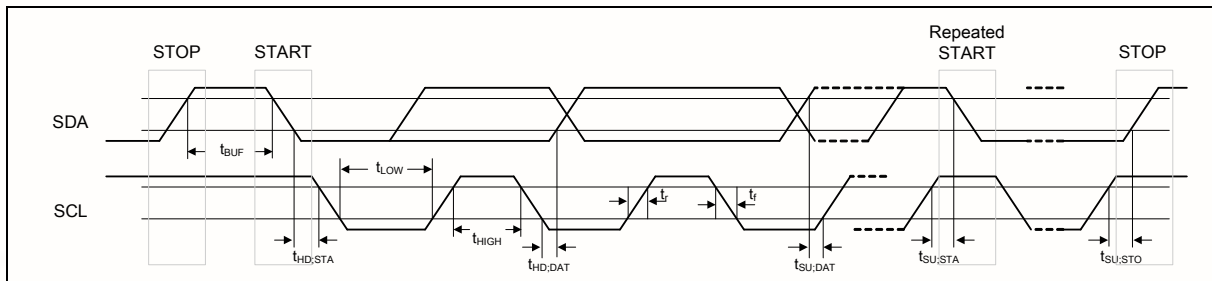 STOP
START
Repeated
START
STOP
SDA
tBUF
tLOW
SCL
tr
tf
tHIGH
tHD;STA
tHD;DAT
tSU;DAT
tSU;STA
tSU;STO